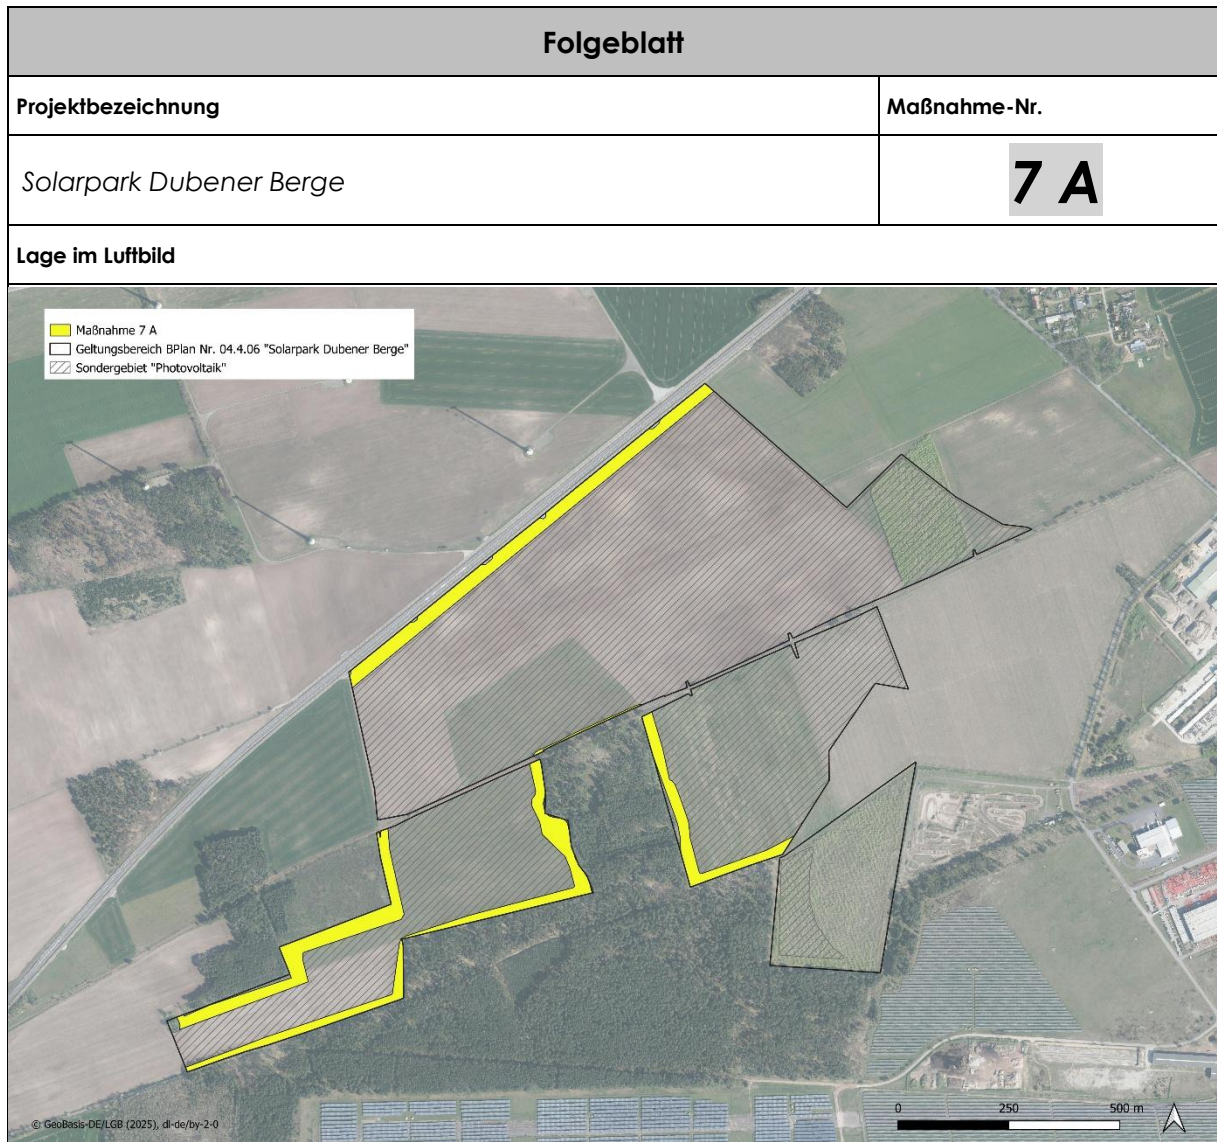 Folgeblatt
Projektbezeichnung
Maßnahme-Nr.
Solarpark Dubener Berge
7 A
Lage im Luftbild
Maßnahme 7 A
Geltungsbereich BPlan Nr. 04.4.06 "Solarpark Dubener Berge"
Sondergebiet "Photovoltaik"
© GeoBasis-DE/LGB (2025), dl-de/by-2-0
0 250 500 m